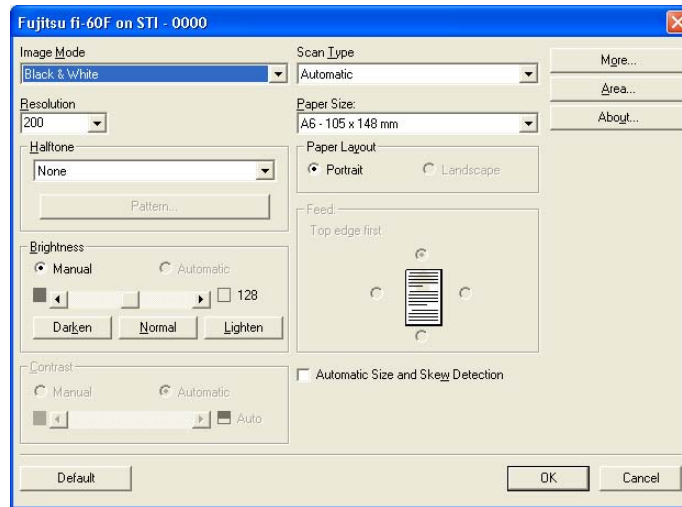 Fujitsu fi-60F on STI - 0000
Image Mode
Black & White
Resolution
200
Halftone
None
Pattern...
Brightness
Manual
Automatic
128
Darken
Normal
Lighten
Contrast
Manual
Automatic
Auto
Scan Type
Automatic
Paper Size:
A6 - 105 x 148 mm
Paper Layout
Portrait
Landscape
Feed:
Top edge first
Automatic Size and Skew Detection
More...
Area...
About...
Default
OK
Cancel